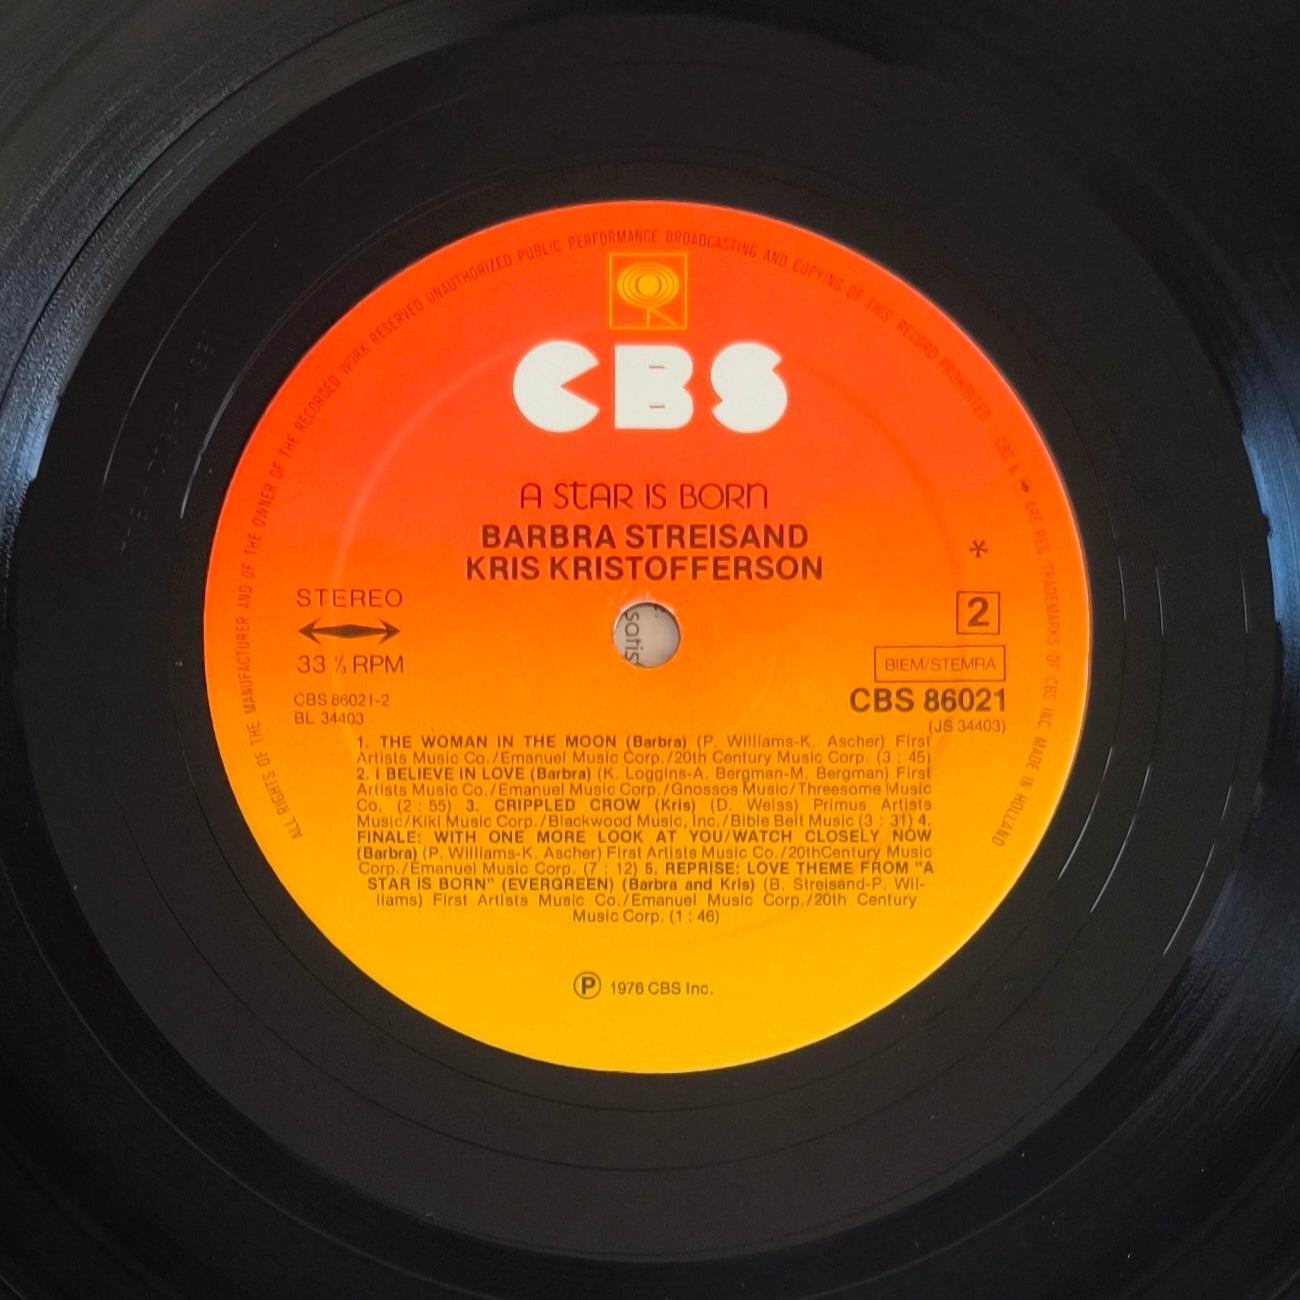 ALL RIGHTS OF THE MANUFACTURER AND OF THE OWNER OF THE RECORDED WORK RESERVED UNAUTHORIZED PUBLIC PERFORMANCE BROADCASTING AND COPYING OF THIS RECORD PROHIBITED CBS & ARE REG. TRADEMARKS OF CBS INC MADE IN HOLLAND
CBS
A STAR IS BORN
BARBRA STREISAND
KRIS KRISTOFFERSON
*
STEREO
33 ⅓ RPM
CBS 86021-2
BL 34403
2
BIEM/STEMRA
CBS 86021
(JS 34403)
satis
1. THE WOMAN IN THE MOON (Barbra) (P. Williams-K. Ascher) First
Artists Music Co./Emanuel Music Corp./20th Century Music Corp. (3 : 45)
2. I BELIEVE IN LOVE (Barbra) (K. Loggins-A. Bergman-M. Bergman) First
Artists Music Co./Emanuel Music Corp./Gnossos Music/Threesome Music
Co. (2 : 55) 3. CRIPPLED CROW (Kris) (D. Weiss) Primus Artists
Music/Kiki Music Corp./Blackwood Music, Inc./Bible Belt Music (3 : 31) 4.
FINALE: WITH ONE MORE LOOK AT YOU/WATCH CLOSELY NOW
(Barbra) (P. Williams-K. Ascher) First Artists Music Co./20thCentury Music
Corp./Emanuel Music Corp. (7 : 12) 5. REPRISE: LOVE THEME FROM "A
STAR IS BORN" (EVERGREEN) (Barbra and Kris) (B. Streisand-P. Wil-
liams) First Artists Music Co./Emanuel Music Corp./20th Century
Music Corp. (1 : 46)
Ⓟ 1976 CBS Inc.